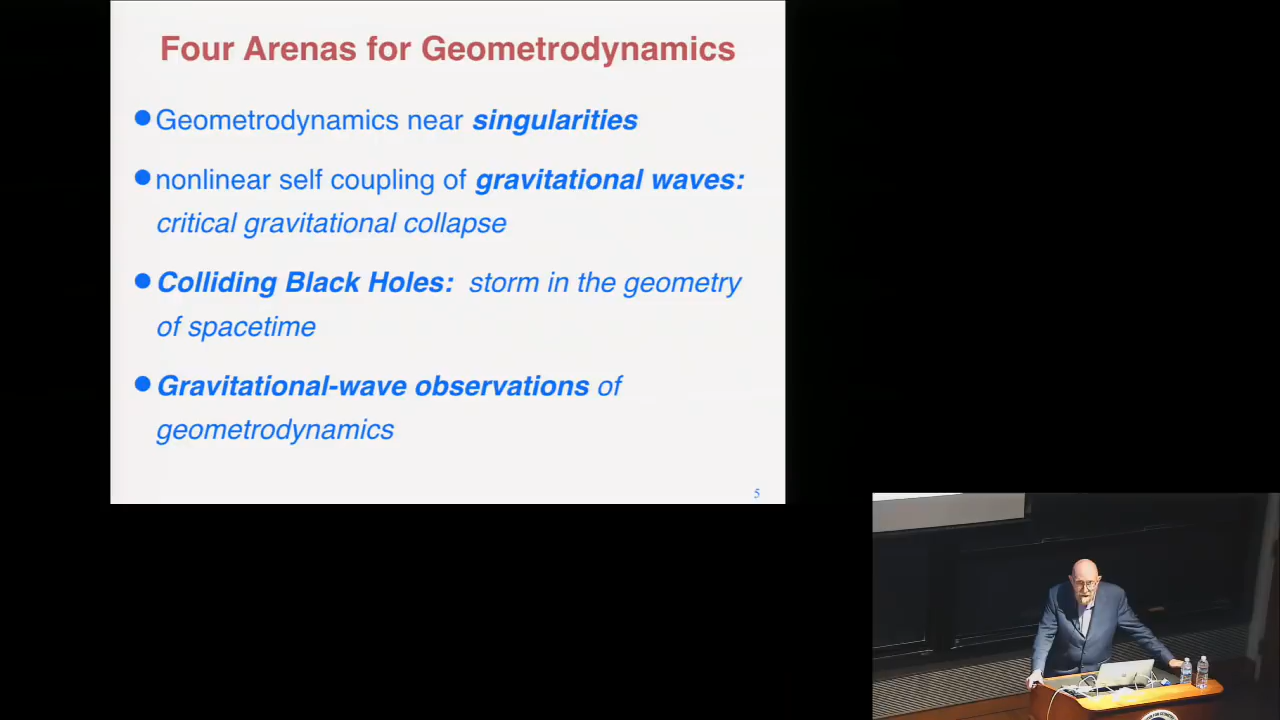 Four Arenas for Geometrodynamics
● Geometrodynamics near singularities
● nonlinear self coupling of gravitational waves:
critical gravitational collapse
● Colliding Black Holes: storm in the geometry
of spacetime
● Gravitational-wave observations of
geometrodynamics
5